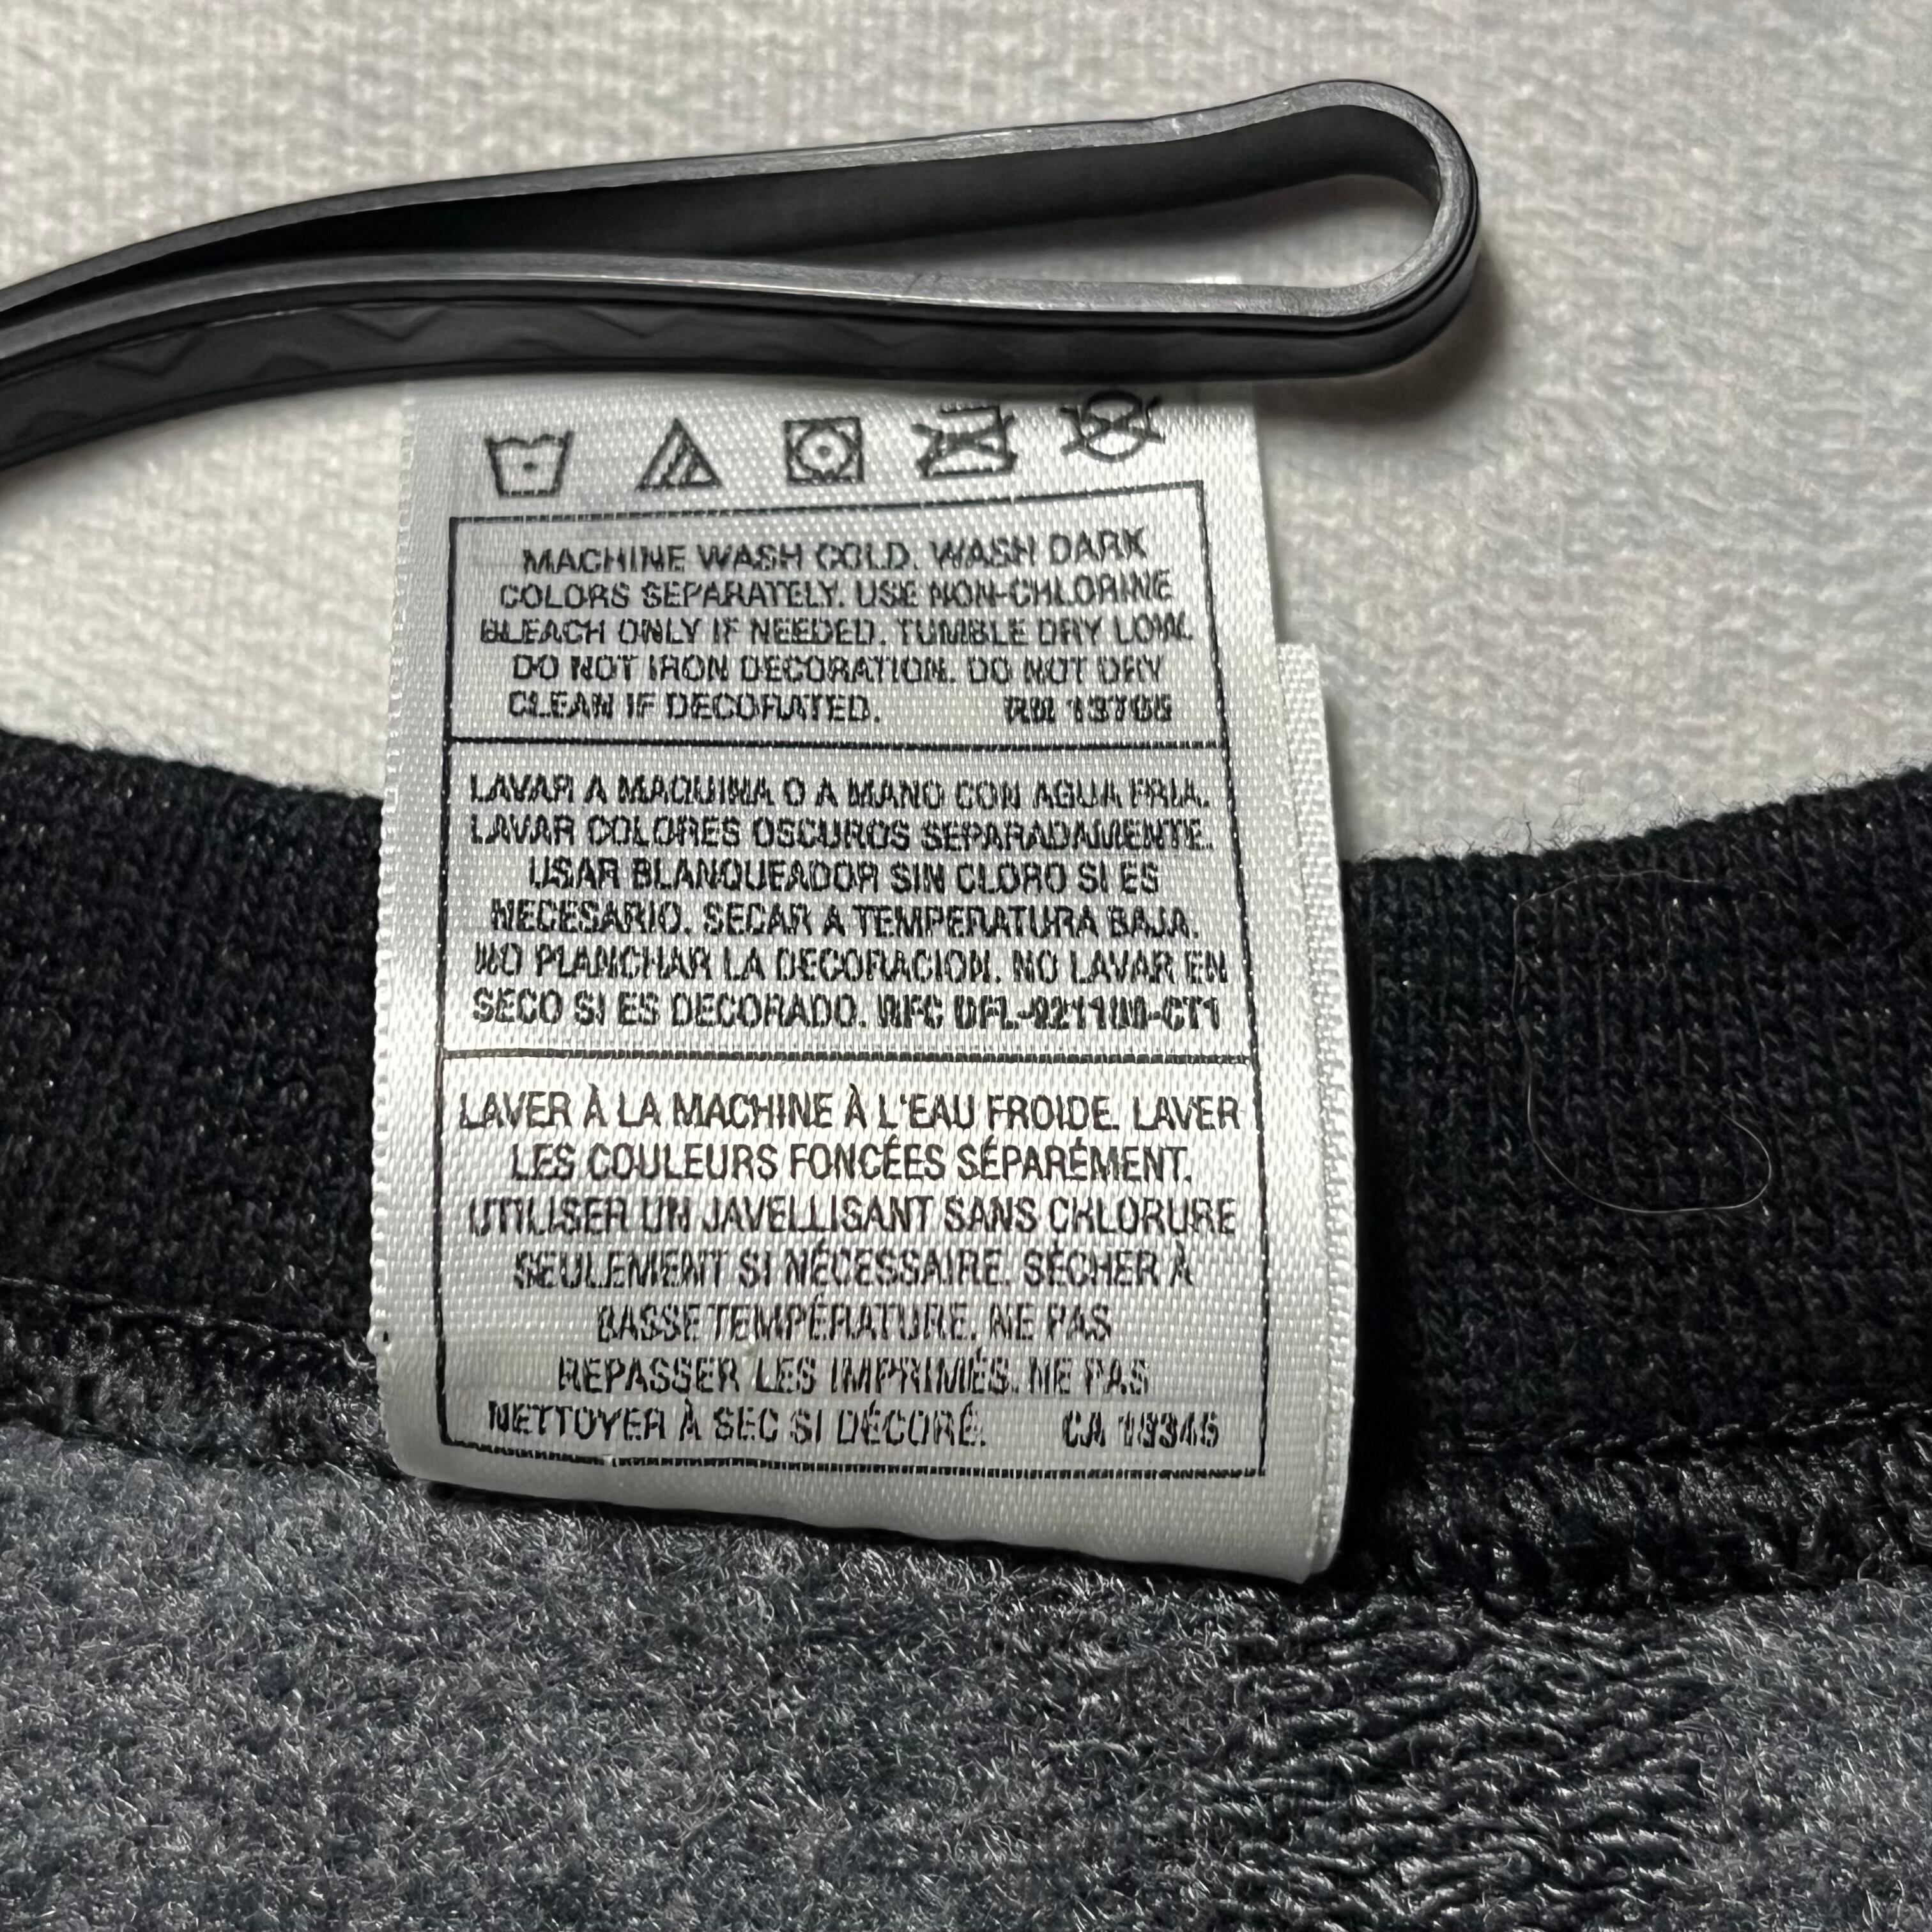 MACHINE WASH COLD. WASH DARK
COLORS SEPARATELY. USE NON-CHLORINE
BLEACH ONLY IF NEEDED. TUMBLE DRY LOW.
DO NOT IRON DECORATION. DO NOT DRY
CLEAN IF DECORATED. RN 13765
LAVAR A MAQUINA O A MANO CON AGUA FRIA.
LAVAR COLORES OSCUROS SEPARADAMENTE.
USAR BLANQUEADOR SIN CLORO SI ES
NECESARIO. SECAR A TEMPERATURA BAJA.
NO PLANCHAR LA DECORACION. NO LAVAR EN
SECO SI ES DECORADO. RFC
LAVER À LA MACHINE À L'EAU FROIDE. LAVER
LES COULEURS FONCÉES SÉPARÉMENT.
UTILISER UN JAVELLISANT SANS CHLORURE
SEULEMENT SI NÉCESSAIRE. SÉCHER À
BASSE TEMPÉRATURE. NE PAS
REPASSER LES IMPRIMÉS. NE PAS
NETTOYER À SEC SI DÉCORÉ. CA 18345